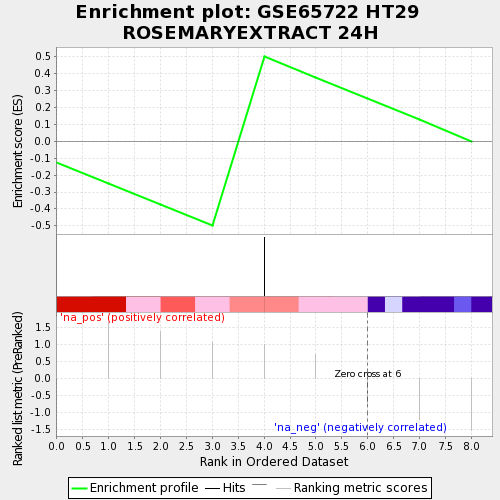 Enrichment plot: GSE65722 HT29
ROSEMARYEXTRACT 24H
Enrichment score (ES)
0.5
0.4
0.3
0.2
0.1
0.0
-0.1
-0.2
-0.3
-0.4
-0.5
Ranked list metric (PreRanked)
'na_pos' (positively correlated)
1.5
1.0
0.5
0.0
-0.5
-1.0
-1.5
Zero cross at 6
'na_neg' (negatively correlated)
0.0 0.5 1.0 1.5 2.0 2.5 3.0 3.5 4.0 4.5 5.0 5.5 6.0 6.5 7.0 7.5 8.0
Rank in Ordered Dataset
Enrichment profile Hits Ranking metric scores